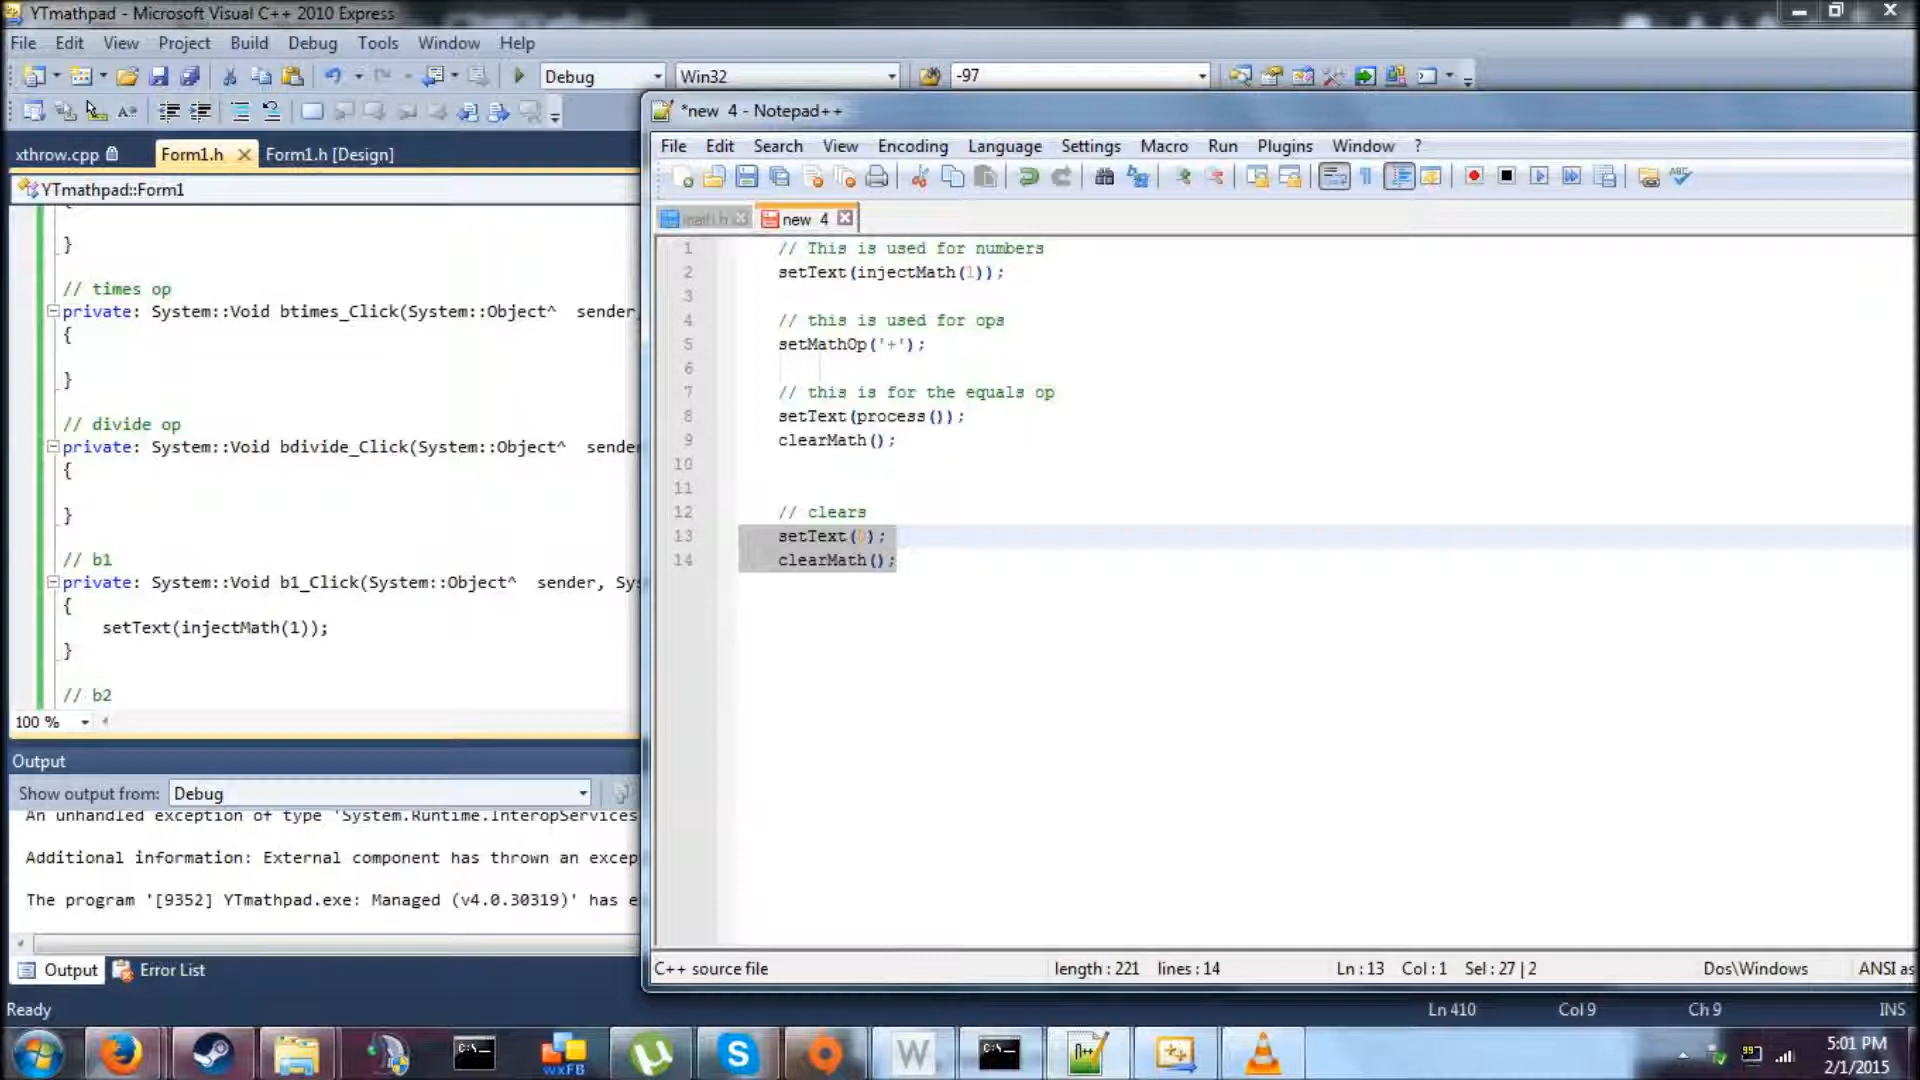 YTmathpad - Microsoft Visual C++ 2010 Express
File Edit View Project Build Debug Tools Window Help
Debug Win32 -97
xthrow.cpp Form1.h Form1.h [Design]
YTmathpad::Form1
{
}
// times op
private: System::Void btimes_Click(System::Object^ sender,
{
}
// divide op
private: System::Void bdivide_Click(System::Object^ sende
{
}
// b1
private: System::Void b1_Click(System::Object^ sender, Sys
{
setText(injectMath(1));
}
// b2
100 %
Output
Show output from: Debug
An unhandled exception of type 'System.Runtime.InteropServices
Additional information: External component has thrown an excep
The program '[9352] YTmathpad.exe: Managed (v4.0.30319)' has e
Output Error List
Ready
*new 4 - Notepad++
File Edit Search View Encoding Language Settings Macro Run Plugins Window ?
math.h new 4
1 // This is used for numbers
2 setText(injectMath(1));
3
4 // this is used for ops
5 setMathOp('+');
6
7 // this is for the equals op
8 setText(process());
9 clearMath();
10
11
12 // clears
13 setText(0);
14 clearMath();
C++ source file length : 221 lines : 14 Ln : 13 Col : 1 Sel : 27 | 2 Dos\Windows ANSI as
Ln 410 Col 9 Ch 9 INS
C:\ wxFB S W C:\ n++ 99
5:01 PM
2/1/2015